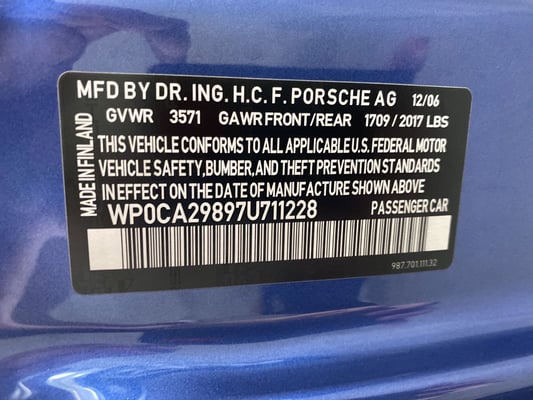 MFD BY DR. ING. H.C. F. PORSCHE AG 12/06
GVWR 3571 GAWR FRONT/REAR 1709 / 2017 LBS
THIS VEHICLE CONFORMS TO ALL APPLICABLE U.S. FEDERAL MOTOR
VEHICLE SAFETY, BUMPER, AND THEFT PREVENTION STANDARDS
IN EFFECT ON THE DATE OF MANUFACTURE SHOWN ABOVE
WP0CA29897U711228 PASSENGER CAR
987.701.111.32
MADE IN FINLAND